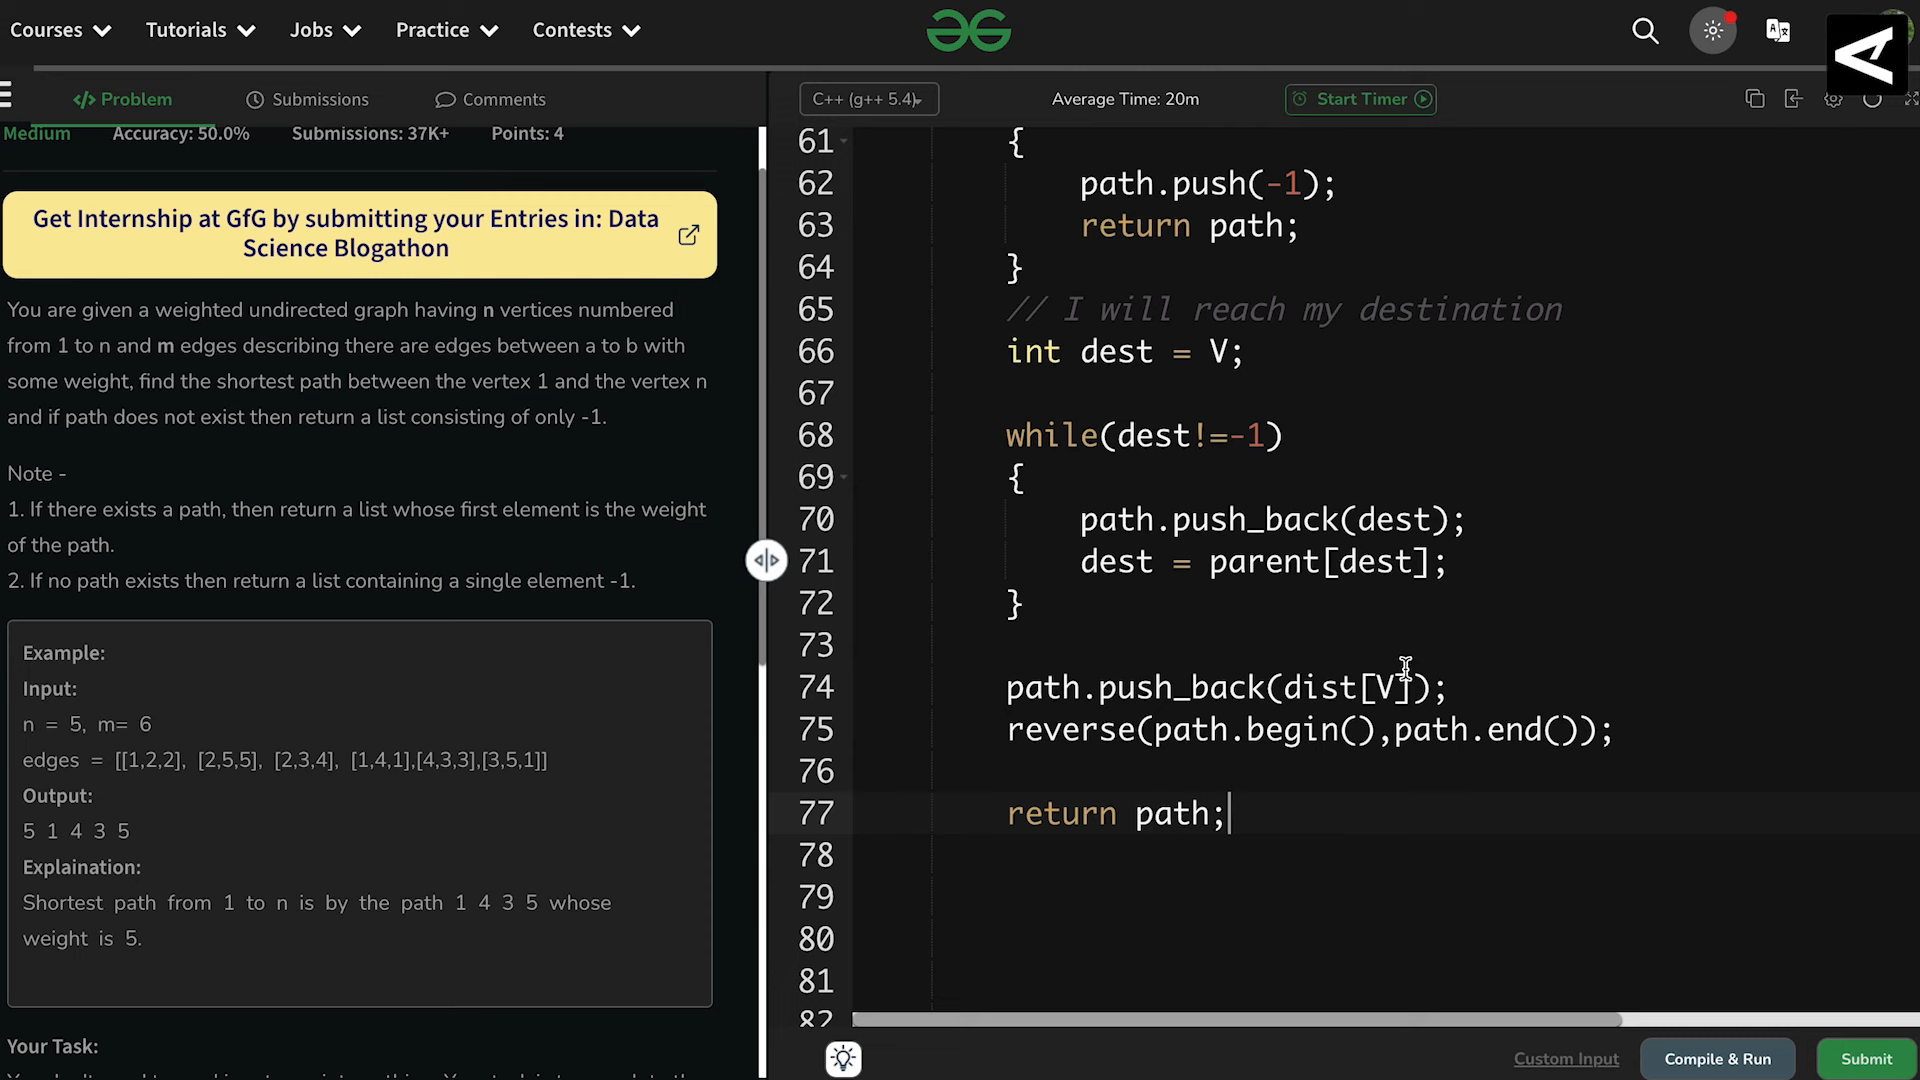 Courses
Tutorials
Jobs
Practice
Contests
Problem
Submissions
Comments
Medium
Accuracy: 50.0%
Submissions: 37K+
Points: 4
Get Internship at GfG by submitting your Entries in: Data
Science Blogathon
You are given a weighted undirected graph having n vertices numbered
from 1 to n and m edges describing there are edges between a to b with
some weight, find the shortest path between the vertex 1 and the vertex n
and if path does not exist then return a list consisting of only -1.
Note -
1. If there exists a path, then return a list whose first element is the weight
of the path.
2. If no path exists then return a list containing a single element -1.
Example:
Input:
n = 5, m= 6
edges = [[1,2,2], [2,5,5], [2,3,4], [1,4,1],[4,3,3],[3,5,1]]
Output:
5 1 4 3 5
Explaination:
Shortest path from 1 to n is by the path 1 4 3 5 whose
weight is 5.
Your Task:
C++ (g++ 5.4)
Average Time: 20m
Start Timer
61 {
62 path.push(-1);
63 return path;
64 }
65 // I will reach my destination
66 int dest = V;
67
68 while(dest!=-1)
69 {
70 path.push_back(dest);
71 dest = parent[dest];
72 }
73
74 path.push_back(dist[V]);
75 reverse(path.begin(),path.end());
76
77 return path;
78
79
80
81
82
Custom Input
Compile & Run
Submit